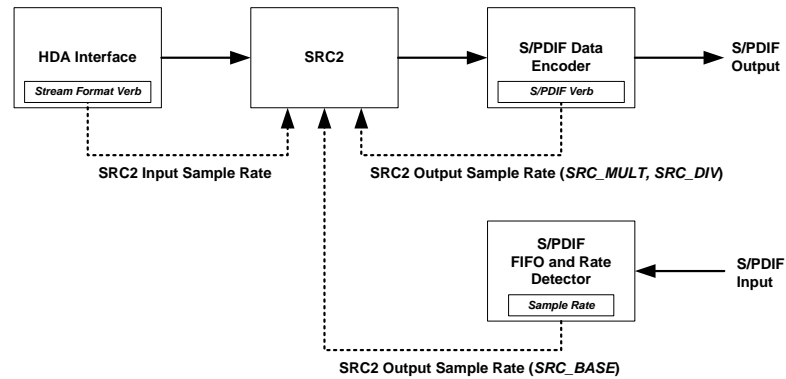 HDA Interface
Stream Format Verb
SRC2
S/PDIF Data
Encoder
S/PDIF Verb
S/PDIF
Output
SRC2 Input Sample Rate
SRC2 Output Sample Rate (SRC_MULT, SRC_DIV)
S/PDIF
FIFO and Rate
Detector
Sample Rate
S/PDIF
Input
SRC2 Output Sample Rate (SRC_BASE)